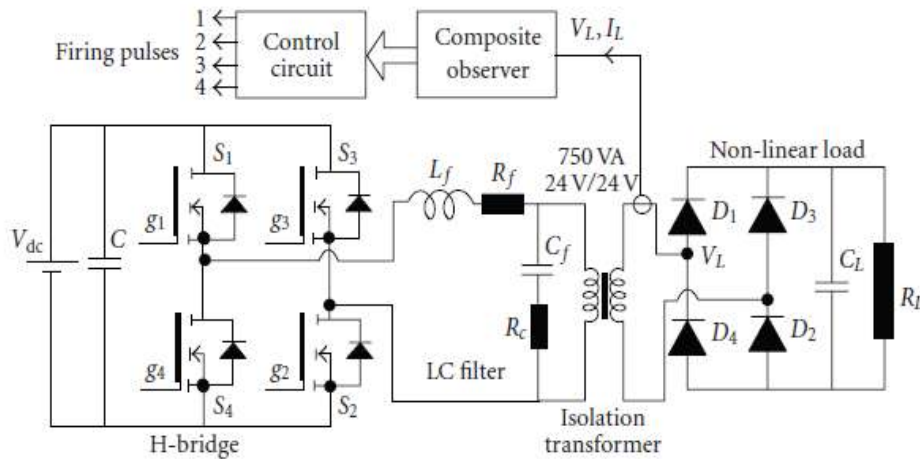 Firing pulses
1
2
3
4
Control
circuit
Composite
observer
V_L, I_L
S_1
S_3
g_1
g_3
V_dc
C
L_f
R_f
750 VA
24 V/24 V
Non-linear load
D_1
D_3
V_L
C_f
R_c
C_L
R_L
D_4
D_2
g_4
g_2
S_4
S_2
LC filter
H-bridge
Isolation
transformer